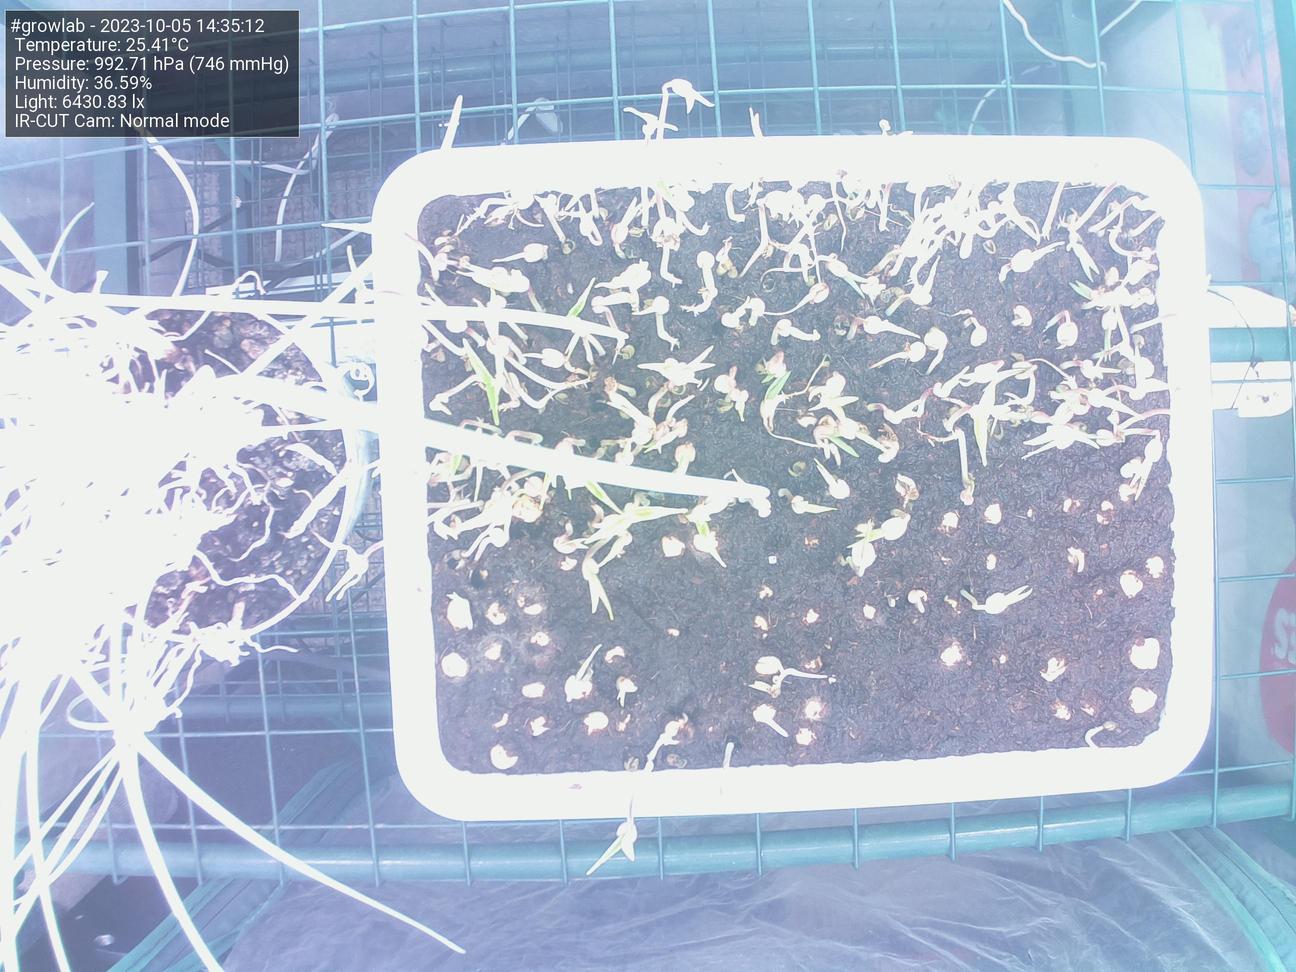 #growlab - 2023-10-05 14:35:12
Temperature: 25.41°C
Pressure: 992.71 hPa (746 mmHg)
Humidity: 36.59%
Light: 6430.83 lx
IR-CUT Cam: Normal mode